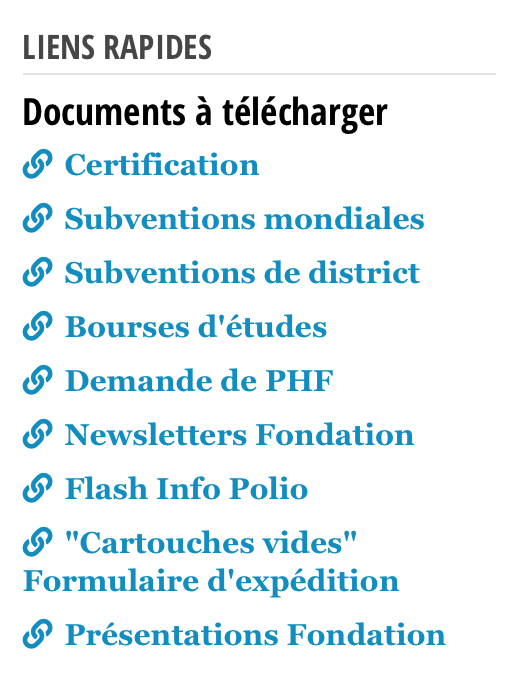 LIENS RAPIDES
Documents à télécharger
Certification
Subventions mondiales
Subventions de district
Bourses d'études
Demande de PHF
Newsletters Fondation
Flash Info Polio
"Cartouches vides"
Formulaire d'expédition
Présentations Fondation